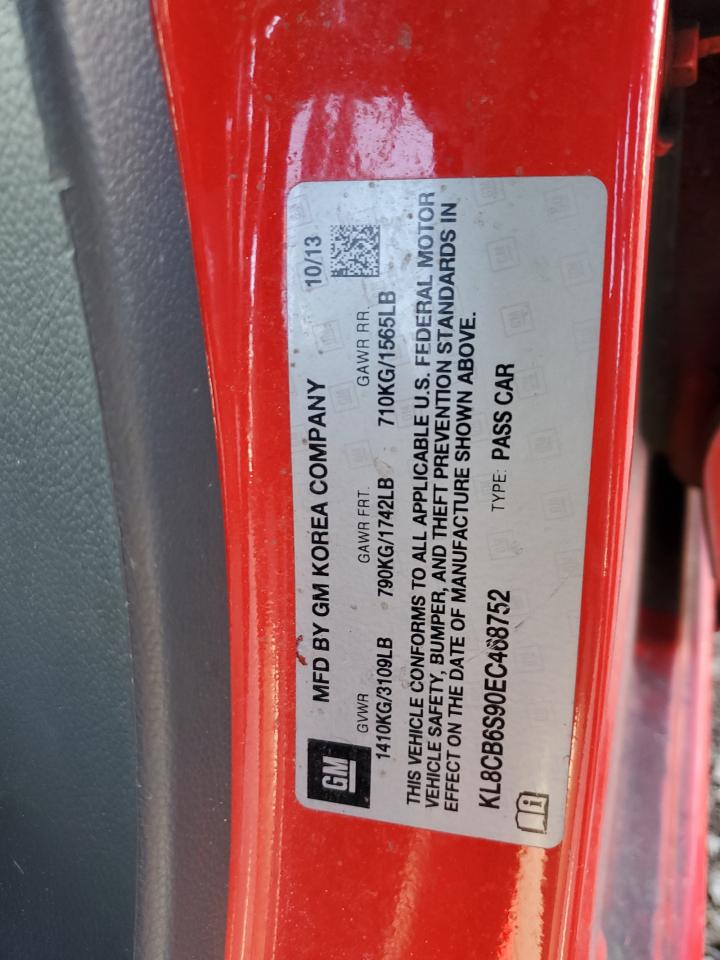 GM
MFD BY GM KOREA COMPANY 10/13
GVWR GAWR FRT. GAWR RR.
1410KG/3109LB 790KG/1742LB 710KG/1565LB
THIS VEHICLE CONFORMS TO ALL APPLICABLE U.S. FEDERAL MOTOR
VEHICLE SAFETY, BUMPER, AND THEFT PREVENTION STANDARDS IN
EFFECT ON THE DATE OF MANUFACTURE SHOWN ABOVE.
KL8CB6S90EC468752 TYPE: PASS CAR